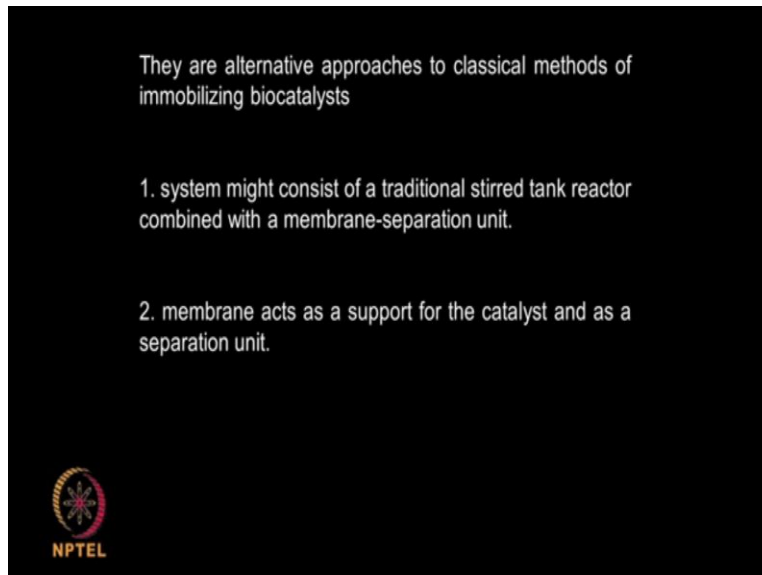 They are alternative approaches to classical methods of
immobilizing biocatalysts
1. system might consist of a traditional stirred tank reactor
combined with a membrane-separation unit.
2. membrane acts as a support for the catalyst and as a
separation unit.
NPTEL